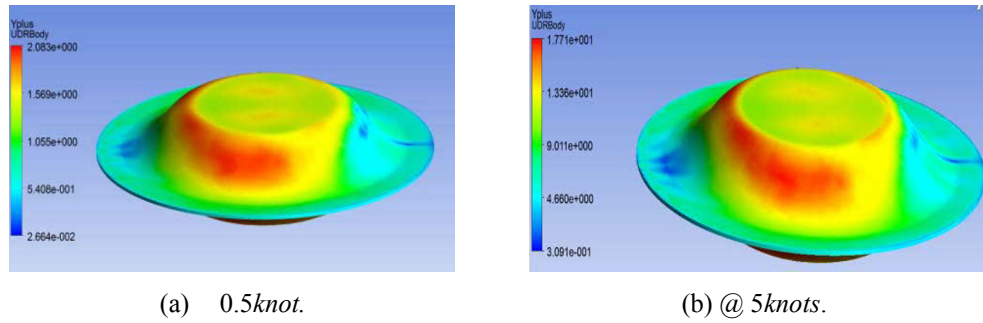 Yplus
UDRBody
2.083e+000
1.569e+000
1.055e+000
5.408e-001
2.664e-002
(a) 0.5knot.
Yplus
UDRBody
1.771e+001
1.336e+001
9.011e+000
4.660e+000
3.091e-001
(b) @ 5knots.